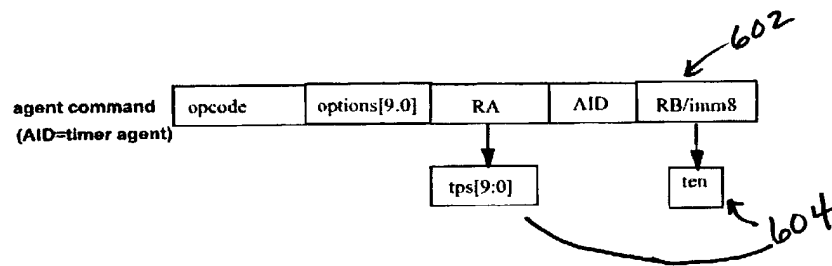 602
agent command
(AID=timer agent)
opcode
options[9.0]
RA
AID
RB/imm8
tps[9:0]
ten
604